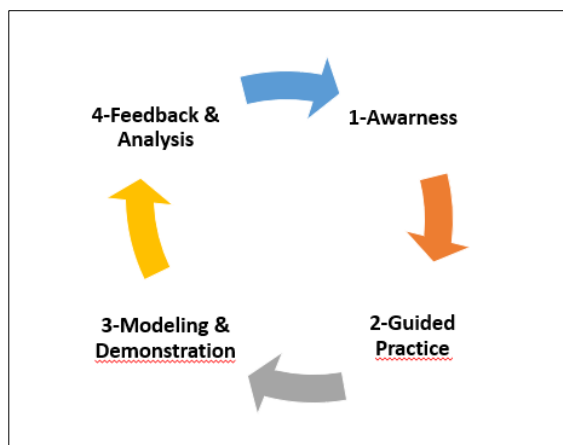 1-Awarness
2-Guided
Practice
3-Modeling &
Demonstration
4-Feedback &
Analysis